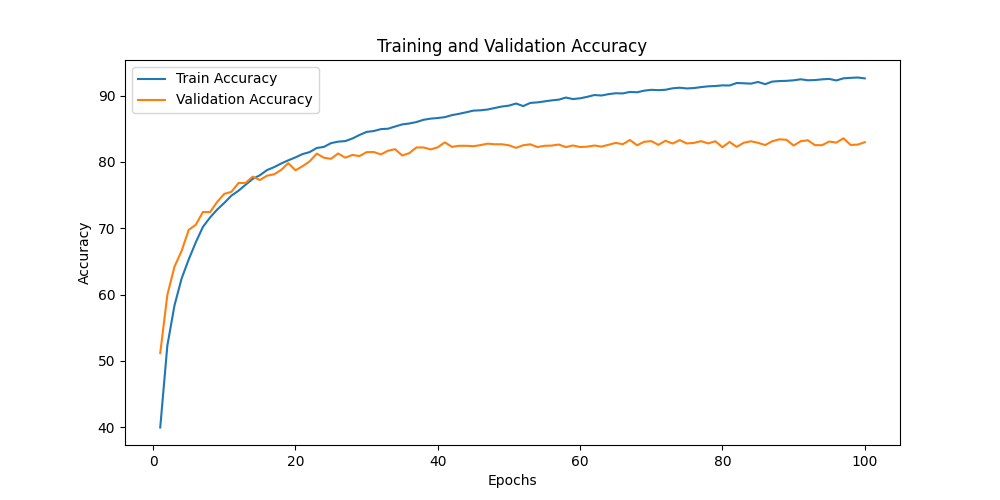 Training and Validation Accuracy
Train Accuracy
Validation Accuracy
90
80
70
60
50
40
Accuracy
0 20 40 60 80 100
Epochs